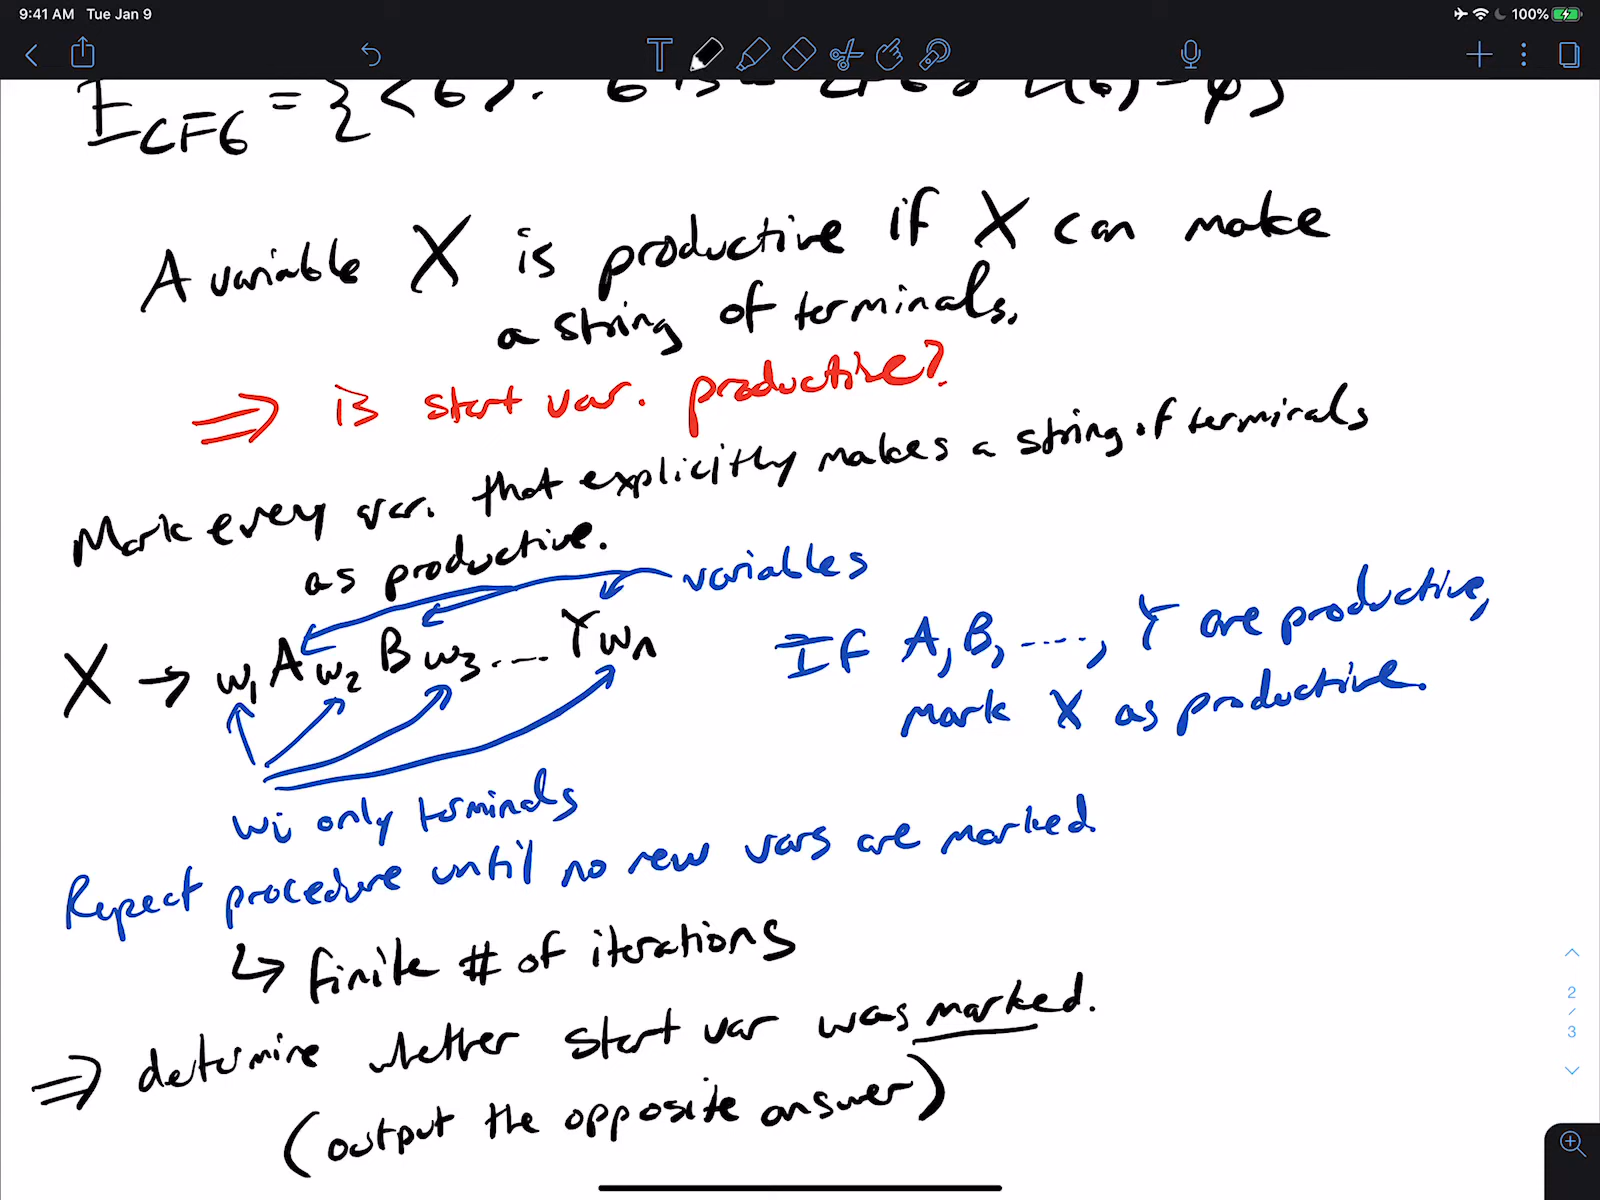 9:41 AM Tue Jan 9
100%
E_CFG = {<G>: G is a CFG, L(G) = φ}
A variable X is productive if X can make
a string of terminals.
⇒ is start var. productive?
Mark every var. that explicitly makes a string of terminals
as productive.
variables
X → w₁ A w₂ B w₃ .... Y wₙ
If A, B, ...., Y are productive,
mark X as productive.
wi only terminals
Repeat procedure until no new vars are marked.
↳ finite # of iterations
⇒ determine whether start var was marked.
(output the opposite answer)
2
3